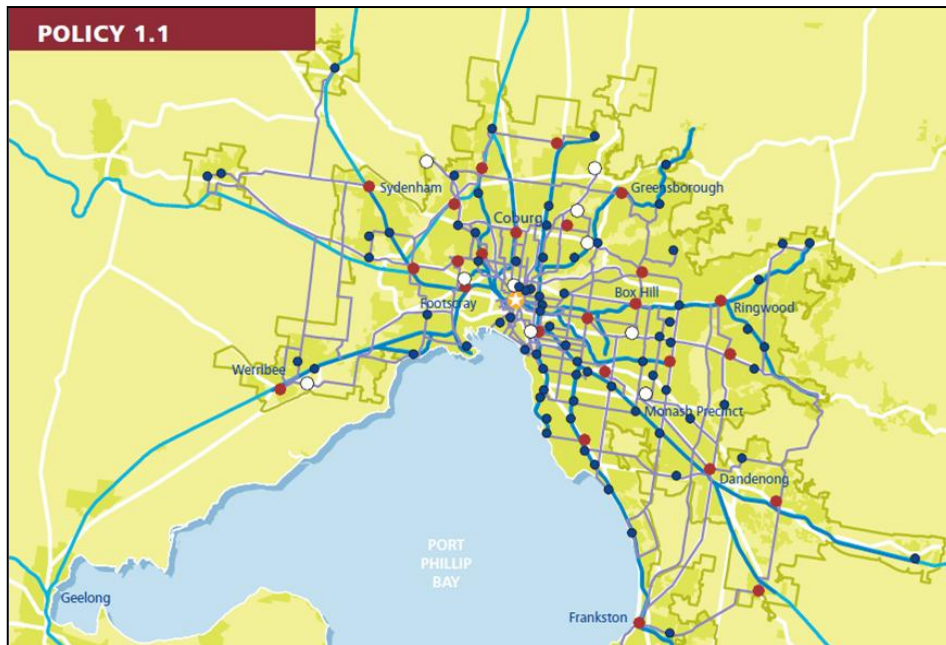 POLICY 1.1
Sydenham
Greensborough
Coburg
Footscray
Box Hill
Ringwood
Werribee
Monash Precinct
Dandenong
PORT
PHILLIP
BAY
Geelong
Frankston